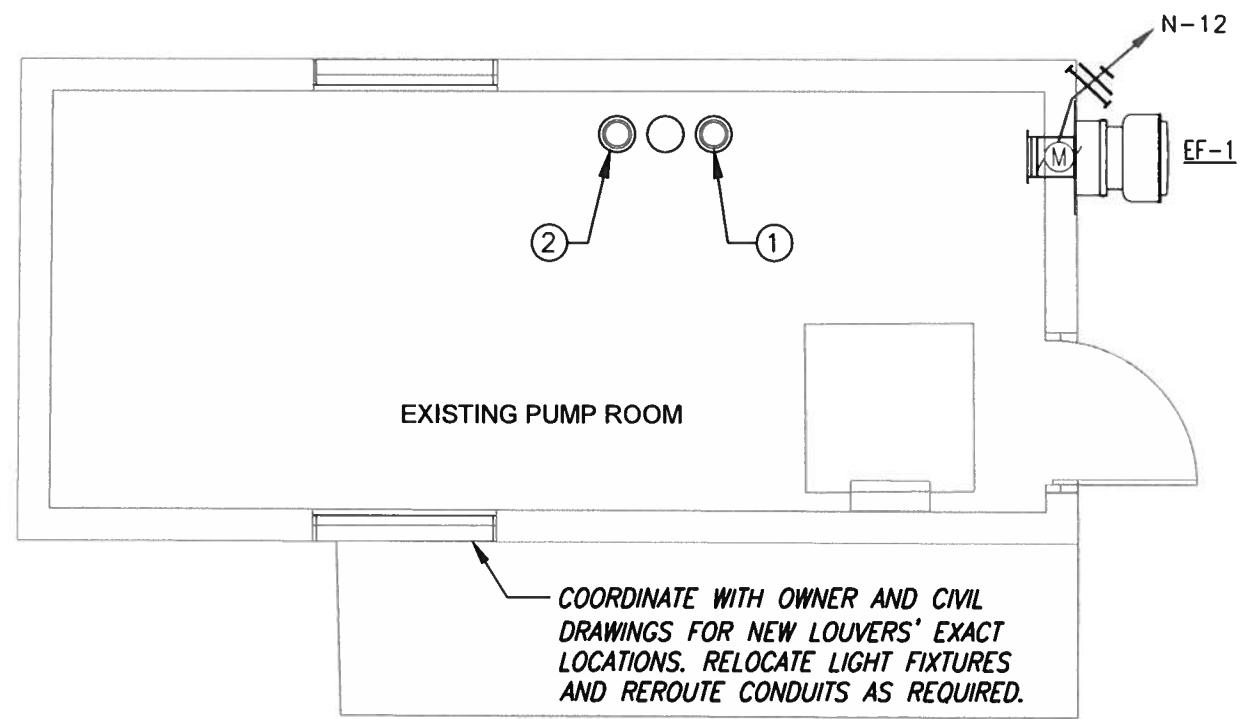 N-12
EF-1
M
2
1
EXISTING PUMP ROOM
COORDINATE WITH OWNER AND CIVIL
DRAWINGS FOR NEW LOUVERS' EXACT
LOCATIONS. RELOCATE LIGHT FIXTURES
AND REROUTE CONDUITS AS REQUIRED.